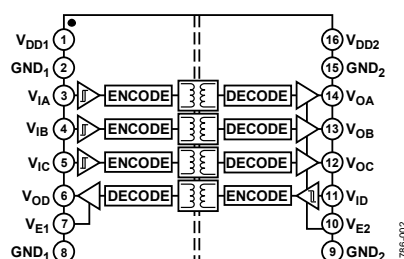 VDD1 1 16 VDD2
GND1 2 15 GND2
VIA 3 ENCODE DECODE 14 VOA
VIB 4 ENCODE DECODE 13 VOB
VIC 5 ENCODE DECODE 12 VOC
VOD 6 DECODE ENCODE 11 VID
VE1 7 10 VE2
GND1 8 9 GND2
786-002